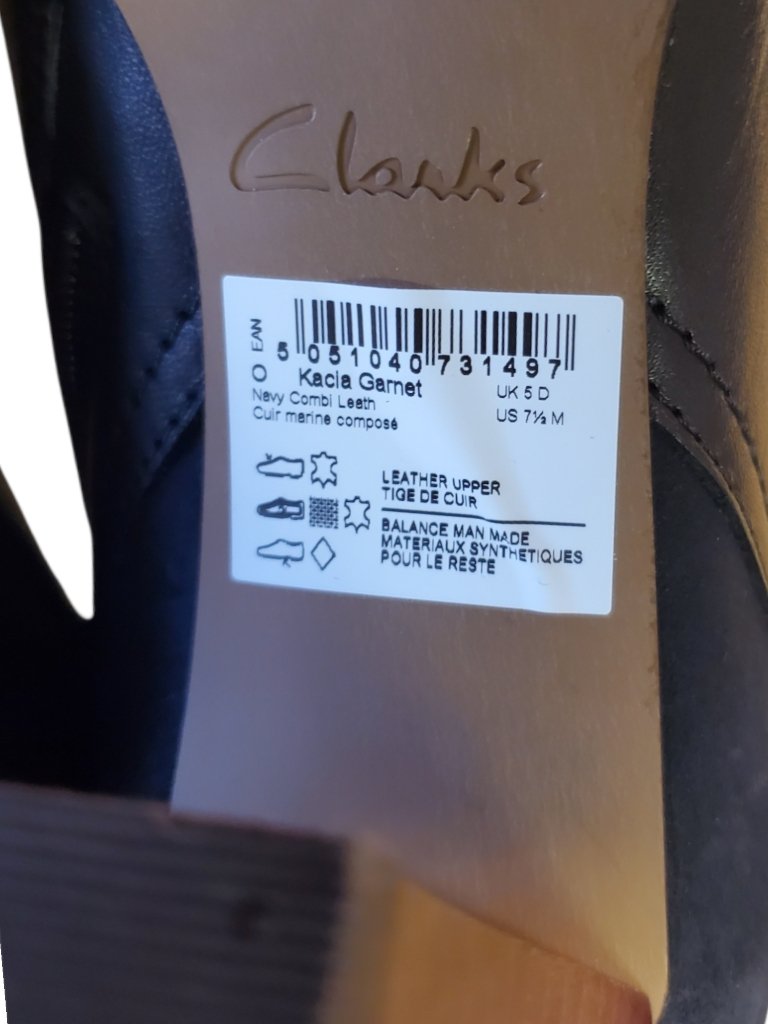 Clarks
EAN
5 051040 731497
O Kacia Garnet
UK 5 D
Navy Combi Leath
US 7½ M
Cuir marine composé
LEATHER UPPER
TIGE DE CUIR
BALANCE MAN MADE
MATERIAUX SYNTHETIQUES
POUR LE RESTE